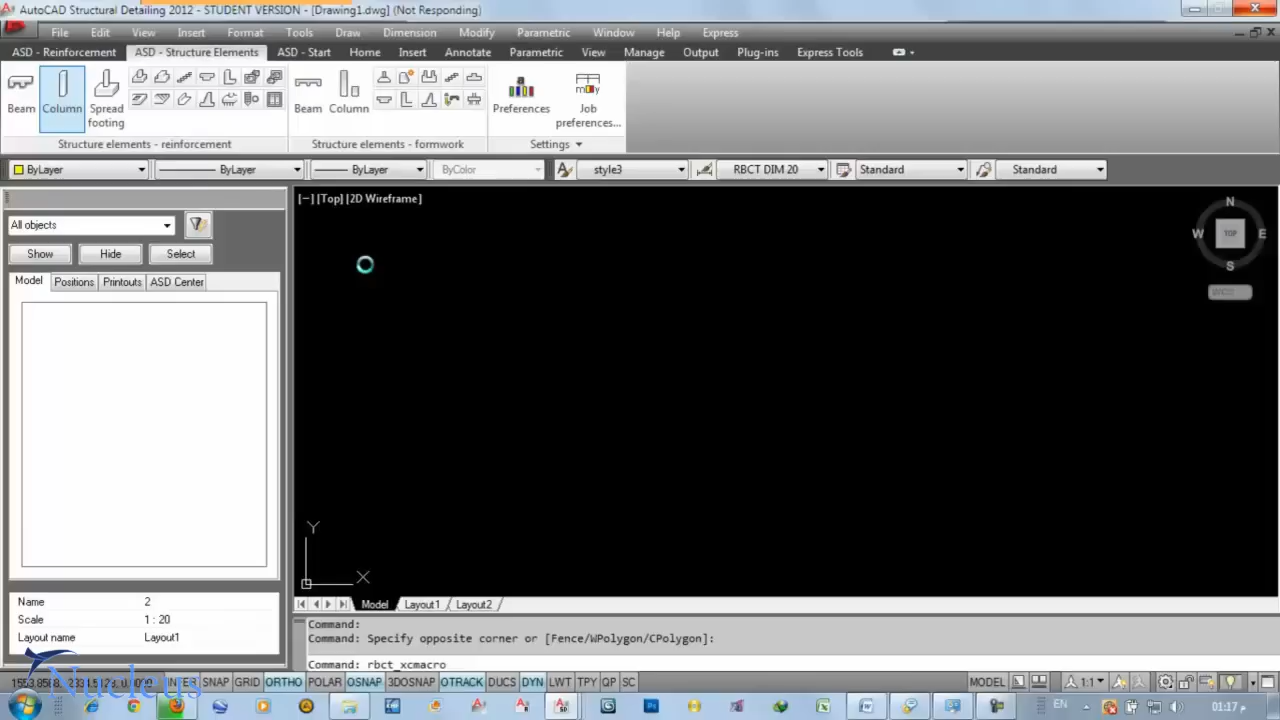 AutoCAD Structural Detailing 2012 - STUDENT VERSION - [Drawing1.dwg] (Not Responding)
File Edit View Insert Format Tools Draw Dimension Modify Parametric Window Help Express
ASD - Reinforcement ASD - Structure Elements ASD - Start Home Insert Annotate Parametric View Manage Output Plug-ins Express Tools
Beam Column Spread footing Beam Column Preferences Job preferences...
Structure elements - reinforcement Structure elements - formwork Settings
ByLayer ByLayer ByLayer ByColor style3 RBCT DIM 20 Standard Standard
[−] [Top] [2D Wireframe]
All objects
Show Hide Select
Model Positions Printouts ASD Center
N
W TOP E
S
Y
X
Name 2
Scale 1 : 20
Layout name Layout1
Model Layout1 Layout2
Command:
Command: Specify opposite corner or [Fence/WPolygon/CPolygon]:
Command: rbct_xcmacro
INFER SNAP GRID ORTHO POLAR OSNAP 3DOSNAP OTRACK DUCS DYN LWT TPY QP SC MODEL 1:1
Nucleus
EN 01:17 م